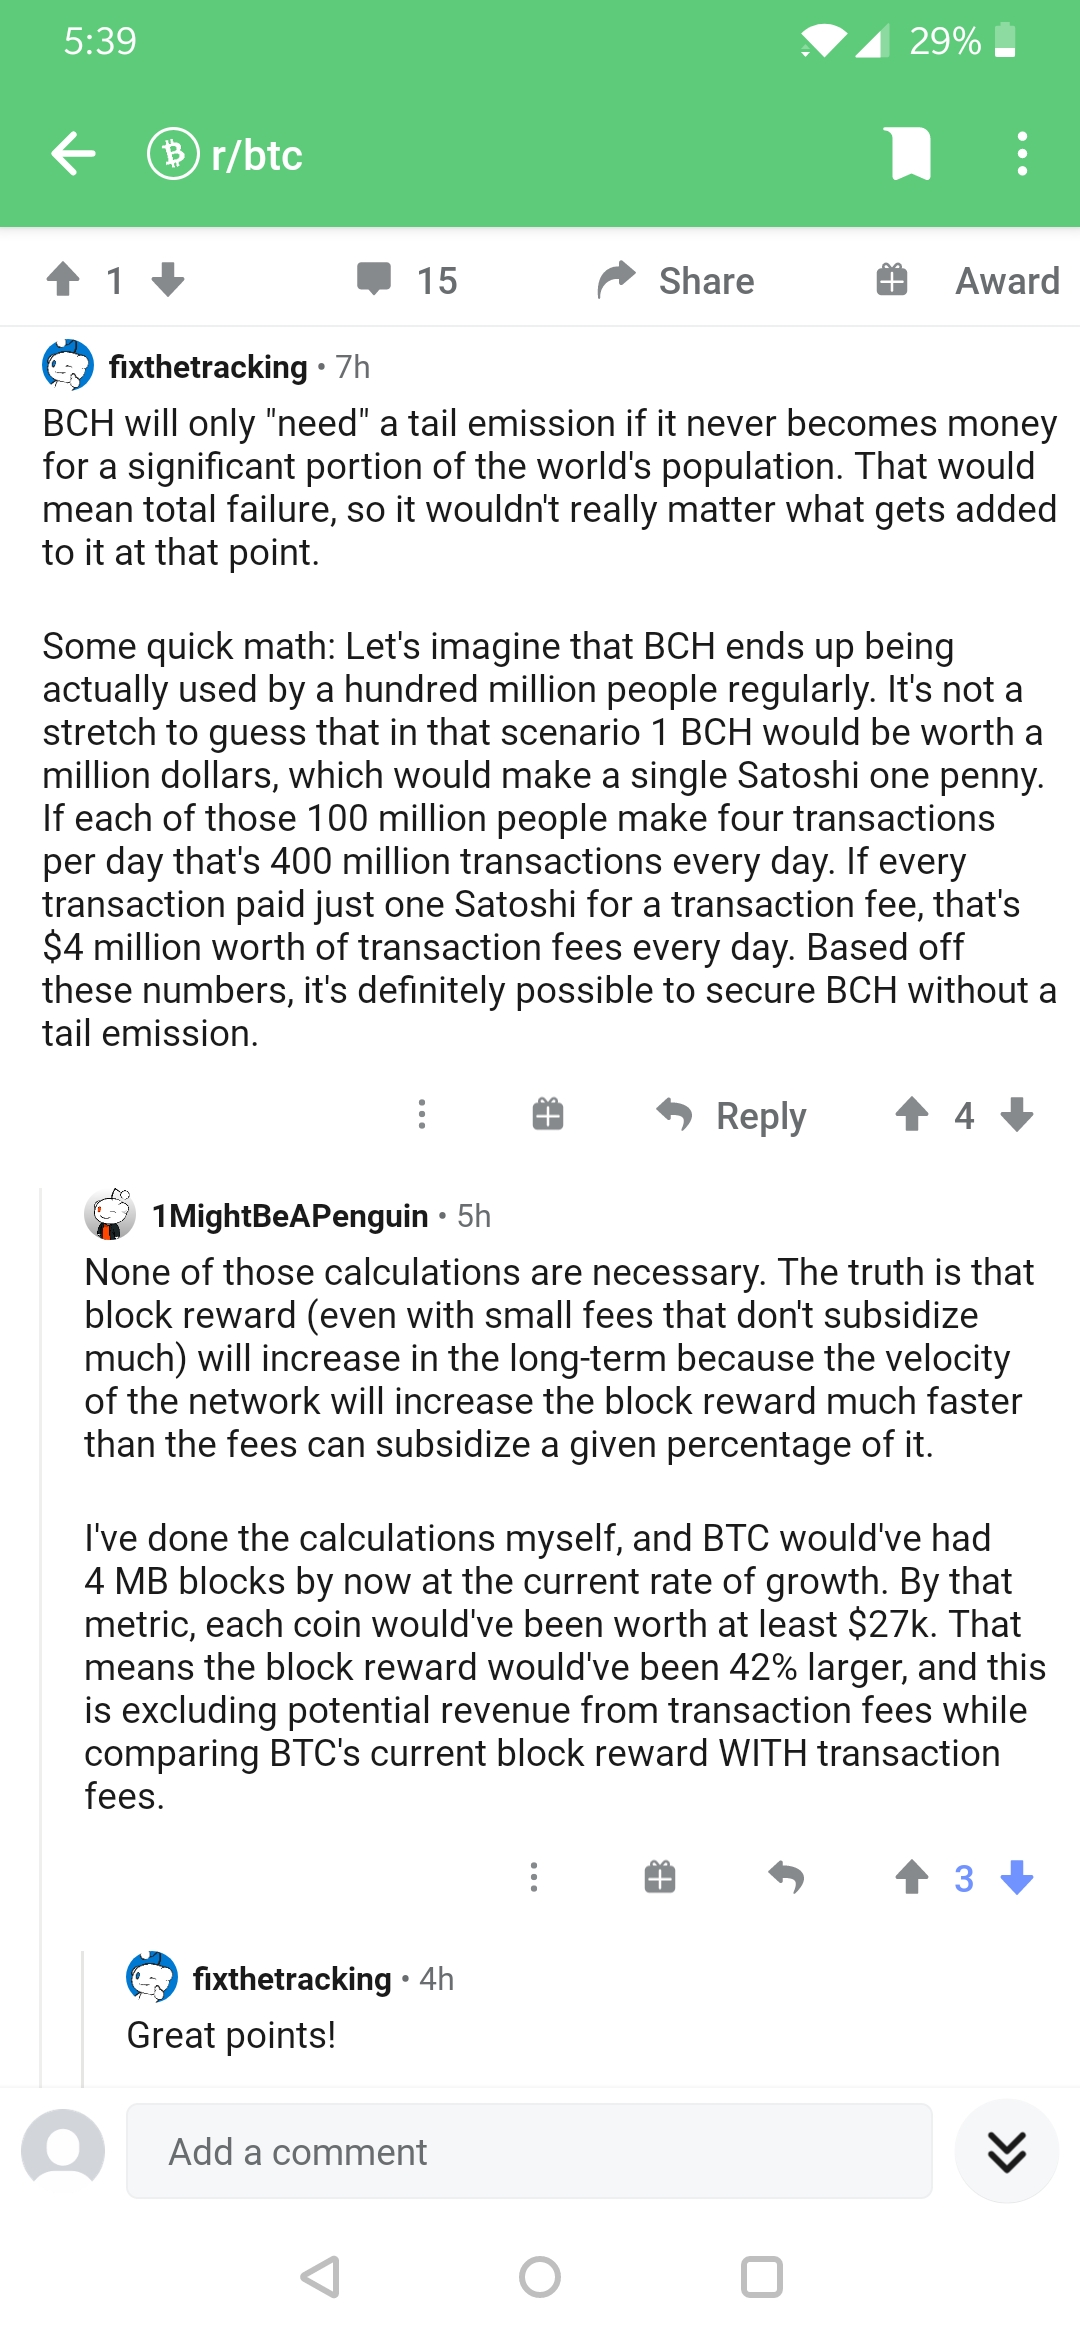 5:39
29%
r/btc
1
15
Share
Award
fixthetracking • 7h
BCH will only "need" a tail emission if it never becomes money
for a significant portion of the world's population. That would
mean total failure, so it wouldn't really matter what gets added
to it at that point.
Some quick math: Let's imagine that BCH ends up being
actually used by a hundred million people regularly. It's not a
stretch to guess that in that scenario 1 BCH would be worth a
million dollars, which would make a single Satoshi one penny.
If each of those 100 million people make four transactions
per day that's 400 million transactions every day. If every
transaction paid just one Satoshi for a transaction fee, that's
$4 million worth of transaction fees every day. Based off
these numbers, it's definitely possible to secure BCH without a
tail emission.
Reply
4
1MightBeAPenguin • 5h
None of those calculations are necessary. The truth is that
block reward (even with small fees that don't subsidize
much) will increase in the long-term because the velocity
of the network will increase the block reward much faster
than the fees can subsidize a given percentage of it.
I've done the calculations myself, and BTC would've had
4 MB blocks by now at the current rate of growth. By that
metric, each coin would've been worth at least $27k. That
means the block reward would've been 42% larger, and this
is excluding potential revenue from transaction fees while
comparing BTC's current block reward WITH transaction
fees.
3
fixthetracking • 4h
Great points!
Add a comment